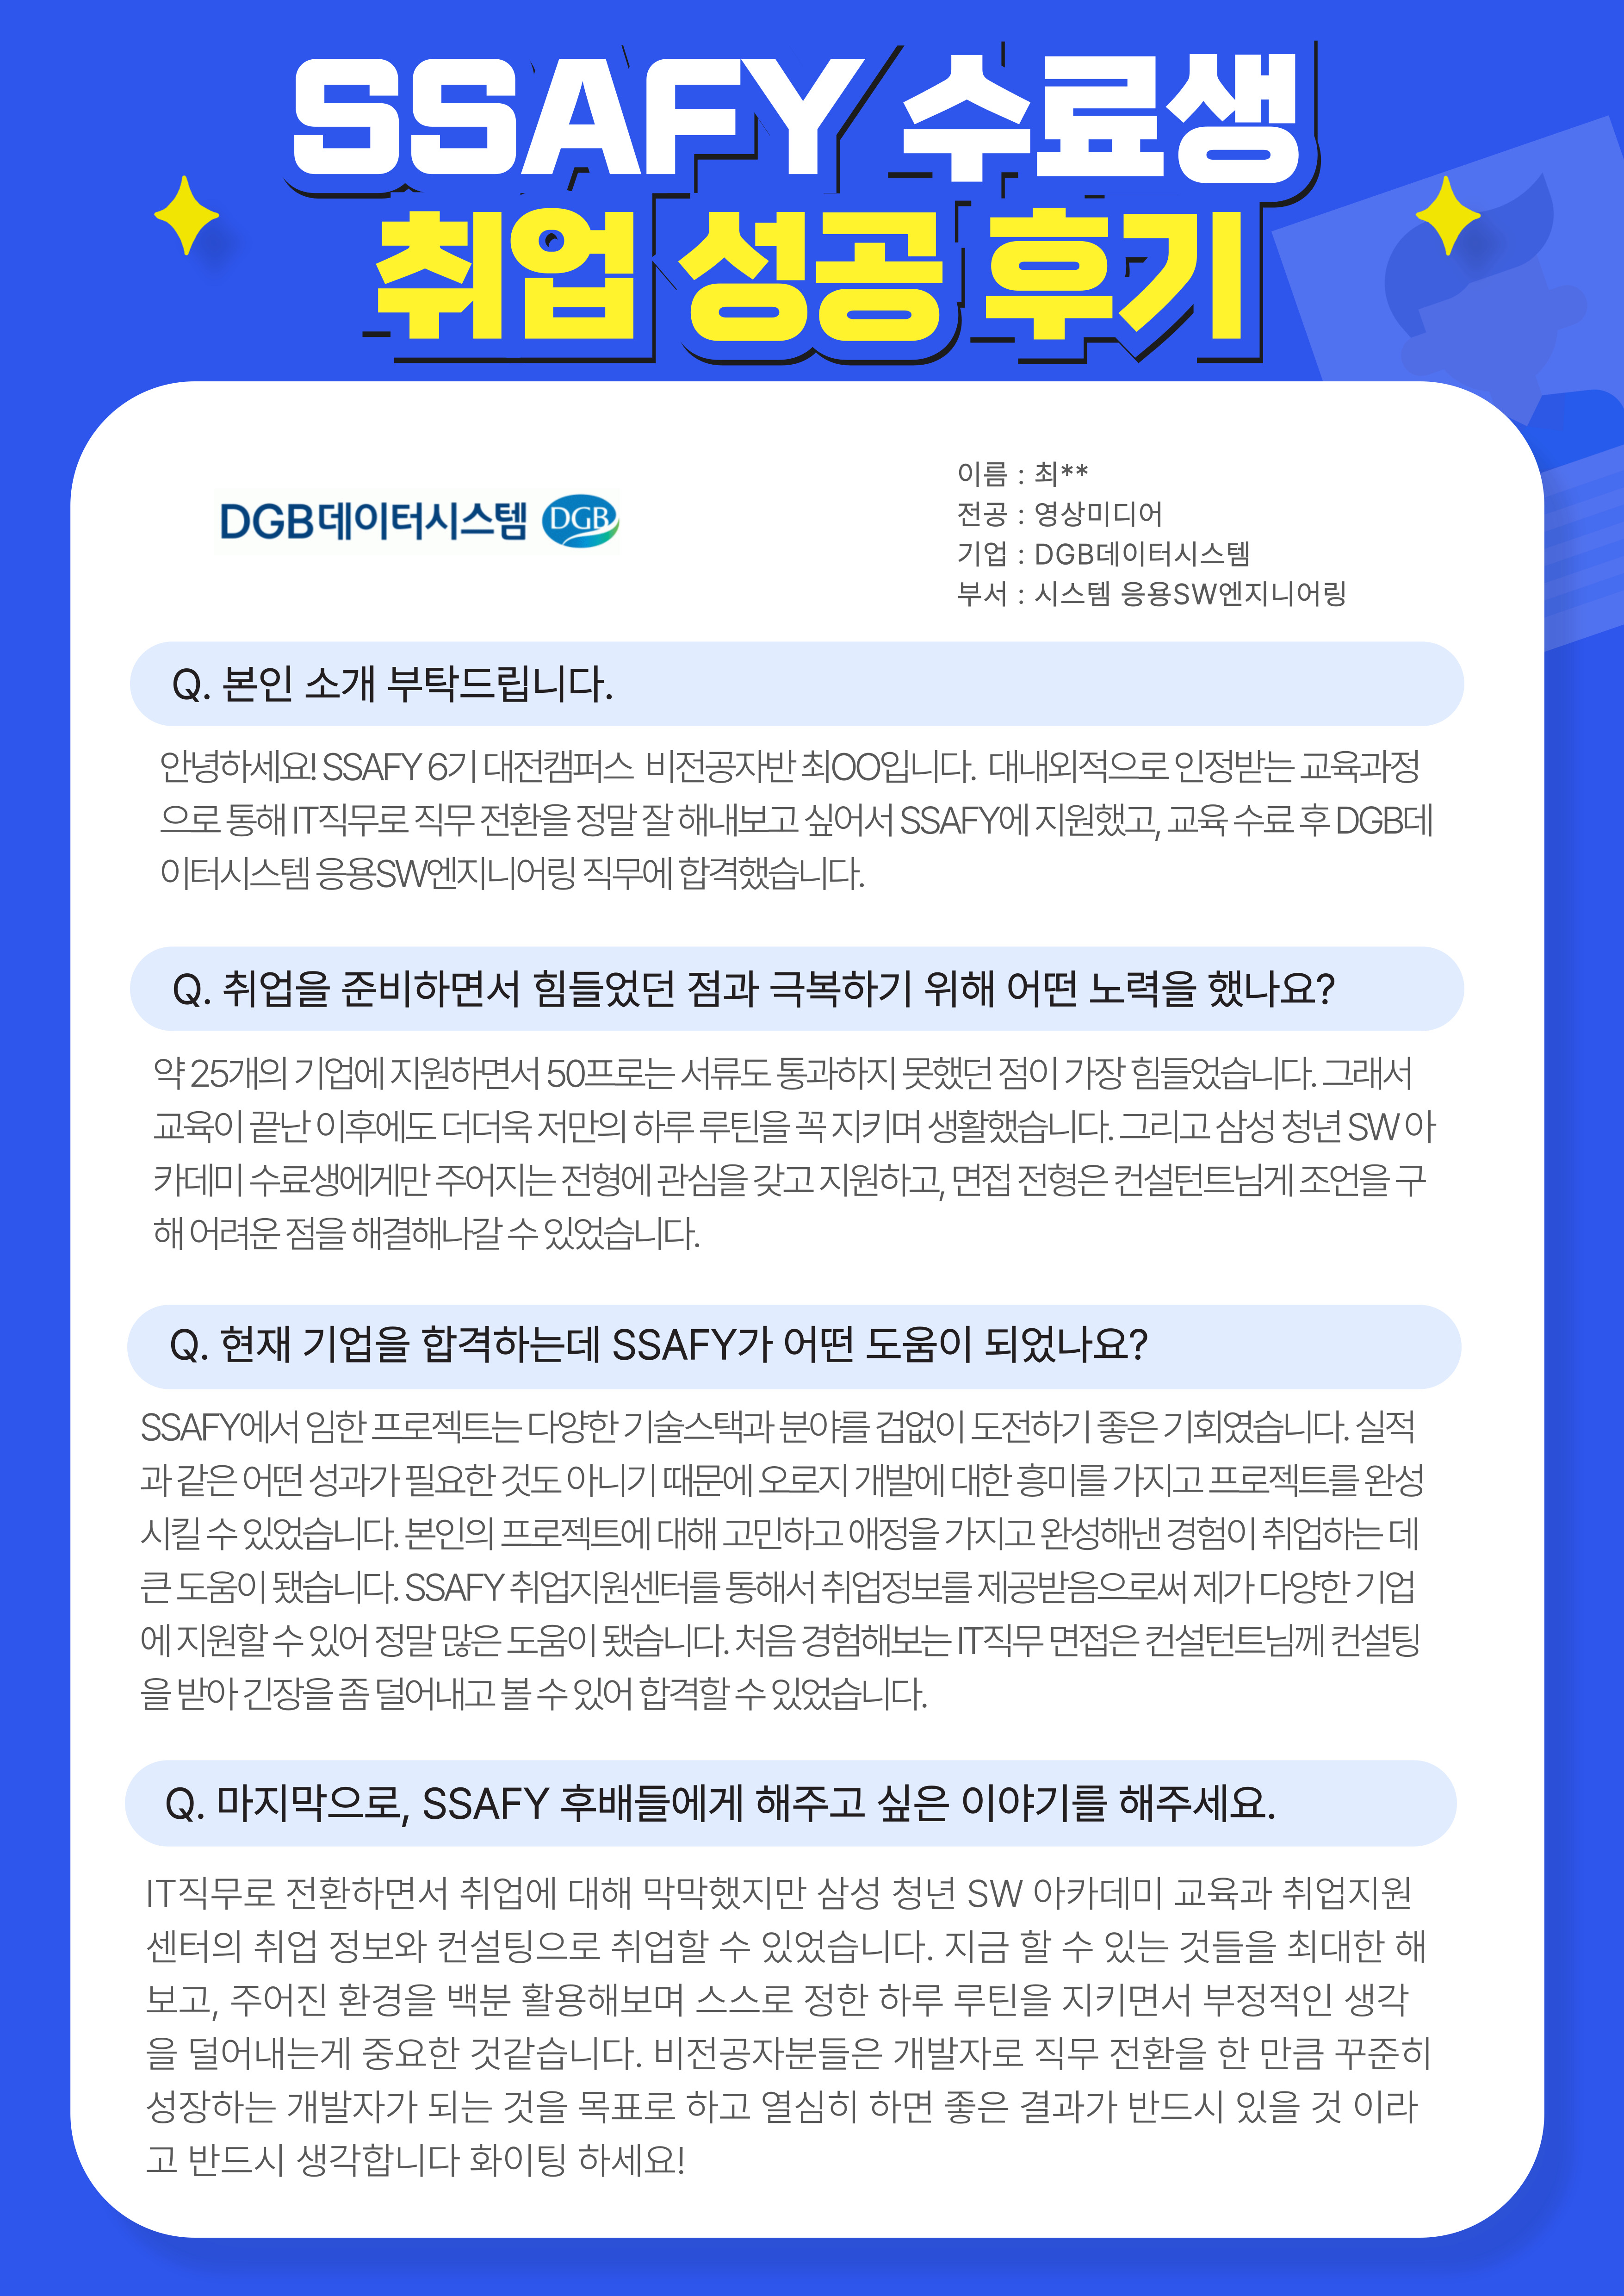 SSAFY 수료생
취업 성공 후기
DGB데이터시스템 DGB
이름 : 최**
전공 : 영상미디어
기업 : DGB데이터시스템
부서 : 시스템 응용SW엔지니어링
Q. 본인 소개 부탁드립니다.
안녕하세요! SSAFY 6기 대전캠퍼스 비전공자반 최OO입니다. 대내외적으로 인정받는 교육과정
으로 통해 IT직무로 직무 전환을 정말 잘 해내보고 싶어서 SSAFY에 지원했고, 교육 수료 후 DGB데
이터시스템 응용SW엔지니어링 직무에 합격했습니다.
Q. 취업을 준비하면서 힘들었던 점과 극복하기 위해 어떤 노력을 했나요?
약 25개의 기업에 지원하면서 50프로는 서류도 통과하지 못했던 점이 가장 힘들었습니다. 그래서
교육이 끝난 이후에도 더더욱 저만의 하루 루틴을 꼭 지키며 생활했습니다. 그리고 삼성 청년 SW 아
카데미 수료생에게만 주어지는 전형에 관심을 갖고 지원하고, 면접 전형은 컨설턴트님게 조언을 구
해 어려운 점을 해결해나갈 수 있었습니다.
Q. 현재 기업을 합격하는데 SSAFY가 어떤 도움이 되었나요?
SSAFY에서 임한 프로젝트는 다양한 기술스택과 분야를 겁없이 도전하기 좋은 기회였습니다. 실적
과 같은 어떤 성과가 필요한 것도 아니기 때문에 오로지 개발에 대한 흥미를 가지고 프로젝트를 완성
시킬 수 있었습니다. 본인의 프로젝트에 대해 고민하고 애정을 가지고 완성해낸 경험이 취업하는 데
큰 도움이 됐습니다. SSAFY 취업지원센터를 통해서 취업정보를 제공받음으로써 제가 다양한 기업
에 지원할 수 있어 정말 많은 도움이 됐습니다. 처음 경험해보는 IT직무 면접은 컨설턴트님께 컨설팅
을 받아 긴장을 좀 덜어내고 볼 수 있어 합격할 수 있었습니다.
Q. 마지막으로, SSAFY 후배들에게 해주고 싶은 이야기를 해주세요.
IT직무로 전환하면서 취업에 대해 막막했지만 삼성 청년 SW 아카데미 교육과 취업지원
센터의 취업 정보와 컨설팅으로 취업할 수 있었습니다. 지금 할 수 있는 것들을 최대한 해
보고, 주어진 환경을 백분 활용해보며 스스로 정한 하루 루틴을 지키면서 부정적인 생각
을 덜어내는게 중요한 것같습니다. 비전공자분들은 개발자로 직무 전환을 한 만큼 꾸준히
성장하는 개발자가 되는 것을 목표로 하고 열심히 하면 좋은 결과가 반드시 있을 것 이라
고 반드시 생각합니다 화이팅 하세요!